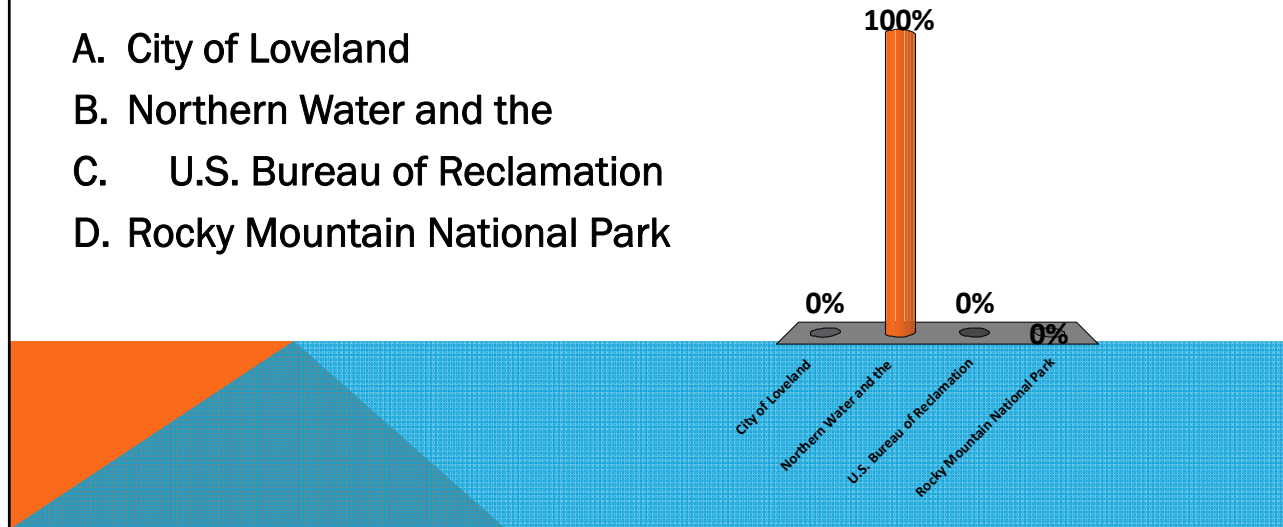 A. City of Loveland
B. Northern Water and the
C. U.S. Bureau of Reclamation
D. Rocky Mountain National Park
100%
0%
0%
0%
City of Loveland
Northern Water and the
U.S. Bureau of Reclamation
Rocky Mountain National Park